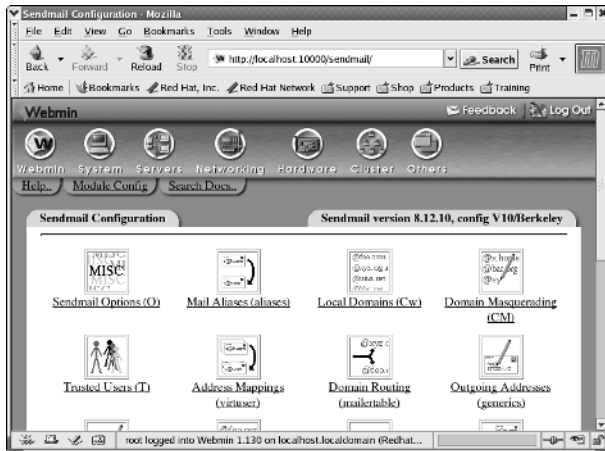 Sendmail Configuration - Mozilla
File Edit View Go Bookmarks Tools Window Help
Back Forward Reload Stop http://localhost:10000/sendmail/ Search Print
Home Bookmarks Red Hat, Inc. Red Hat Network Support Shop Products Training
Webmin Feedback Log Out
Webmin System Servers Networking Hardware Cluster Others
Help.. Module Config Search Docs..
Sendmail Configuration Sendmail version 8.12.10, config V10/Berkeley
MISC
Sendmail Options (O) Mail Aliases (aliases) Local Domains (Cw) Domain Masquerading (CM)
Trusted Users (T) Address Mappings (virtuser) Domain Routing (mailertable) Outgoing Addresses (generics)
root logged into Webmin 1.130 on localhost.localdomain (Redhat...